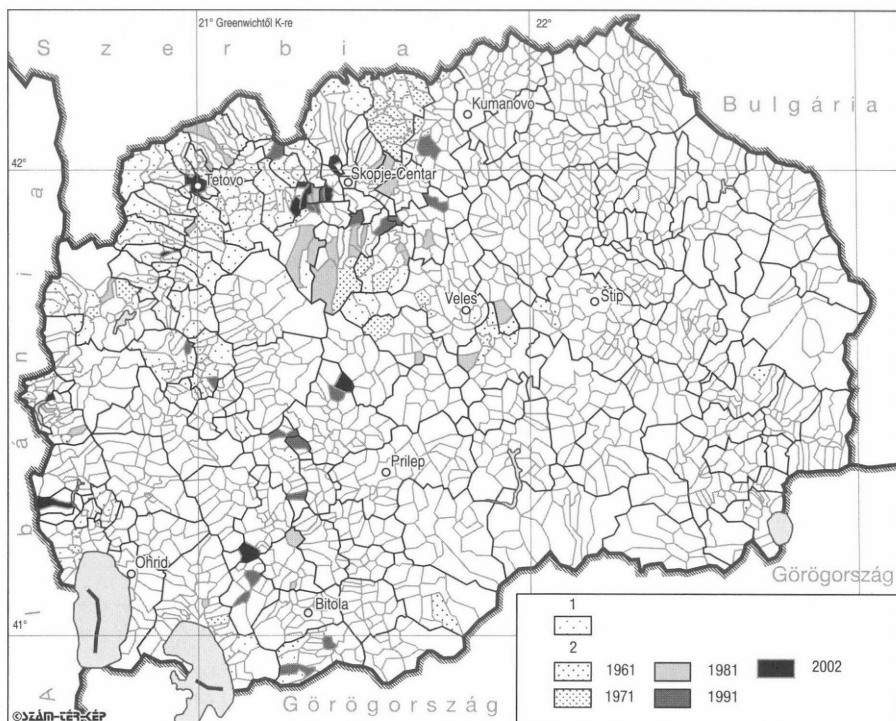 21° Greenwichtől K-re
22°
Szerbia
Bulgária
Kumanovo
42°
Skopje-Centar
Tetovo
Veles
Štip
Albánia
Prilep
Ohrid
Bitola
Görögország
41°
Görögország
1
2
1961
1981
2002
1971
1991
©SZÁM-TÉR-KÉP